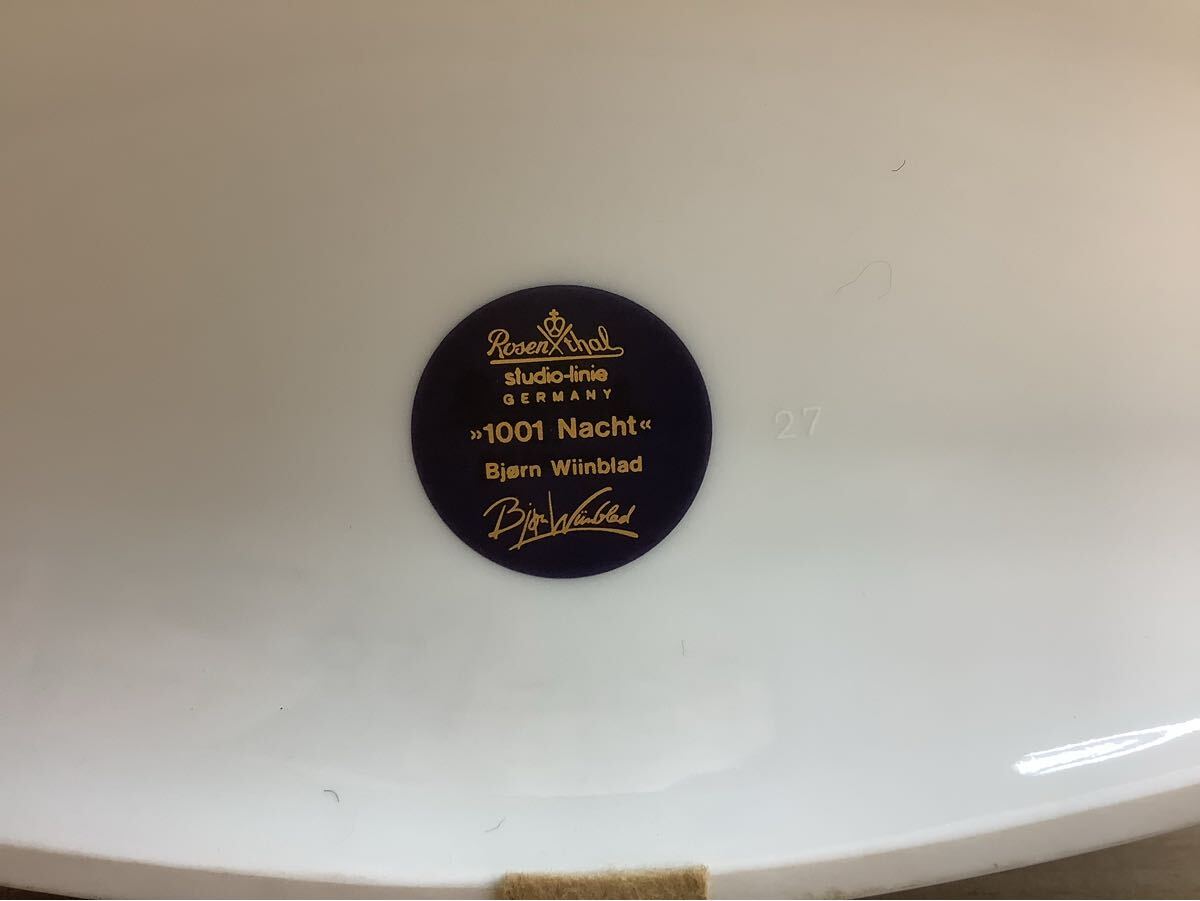 Rosenthal
studio-linie
GERMANY
»1001 Nacht«
Bjørn Wiinblad
Bjørn Wiinblad
27